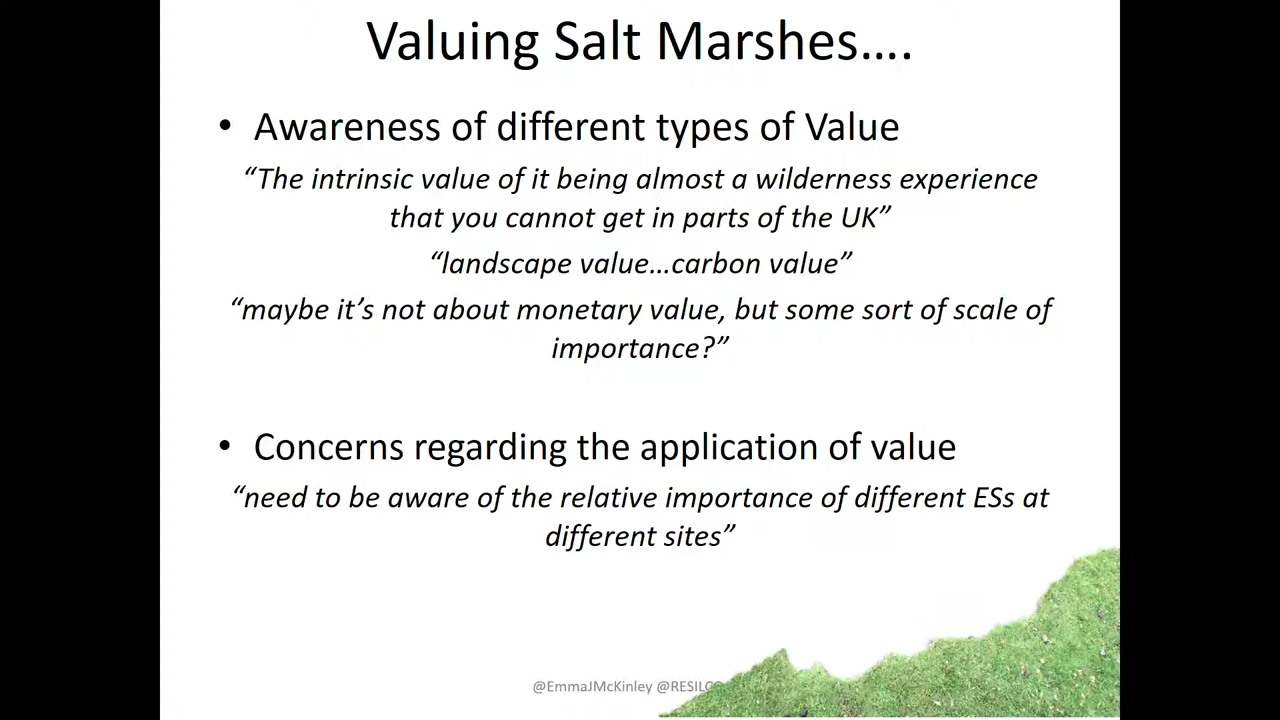 Valuing Salt Marshes….
• Awareness of different types of Value
“The intrinsic value of it being almost a wilderness experience
that you cannot get in parts of the UK”
“landscape value…carbon value”
“maybe it’s not about monetary value, but some sort of scale of
importance?”
• Concerns regarding the application of value
“need to be aware of the relative importance of different ESs at
different sites”
@EmmaJMcKinley